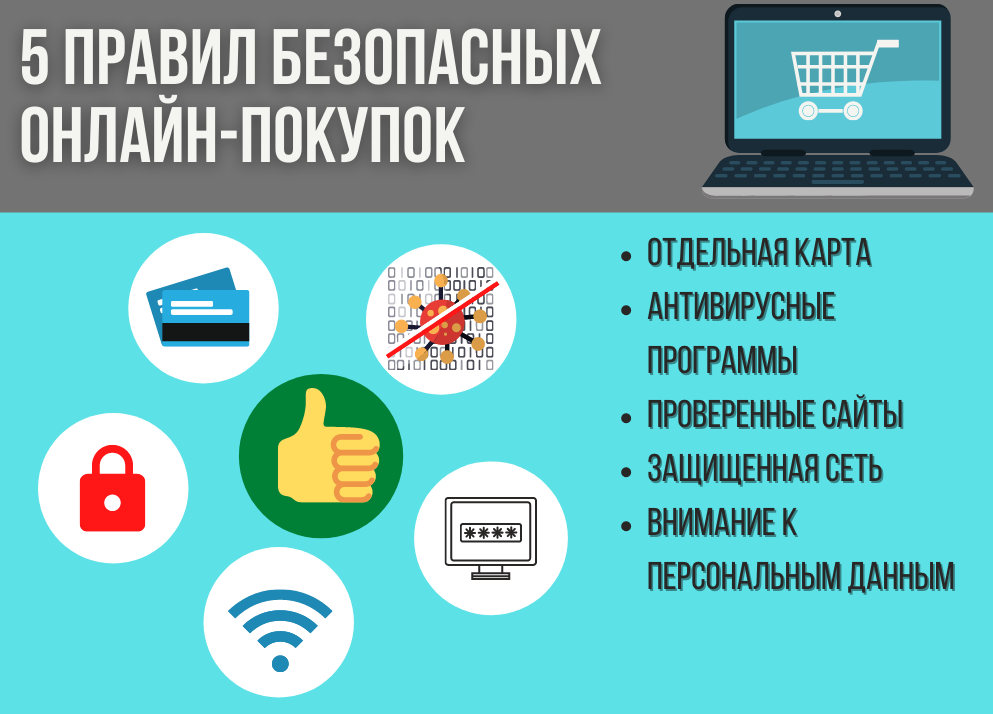 5 ПРАВИЛ БЕЗОПАСНЫХ
ОНЛАЙН-ПОКУПОК
• ОТДЕЛЬНАЯ КАРТА
• АНТИВИРУСНЫЕ
ПРОГРАММЫ
• ПРОВЕРЕННЫЕ САЙТЫ
• ЗАЩИЩЕННАЯ СЕТЬ
• ВНИМАНИЕ К
ПЕРСОНАЛЬНЫМ ДАННЫМ
****